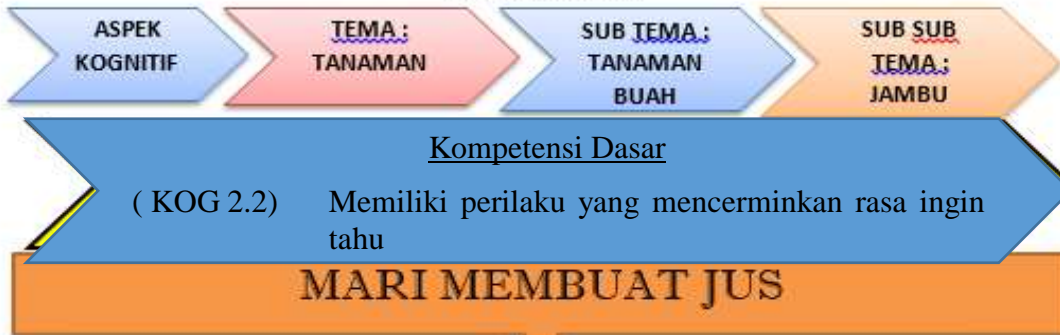 ASPEK
KOGNITIF
TEMA :
TANAMAN
SUB TEMA :
TANAMAN
BUAH
SUB SUB
TEMA :
JAMBU
Kompetensi Dasar
( KOG 2.2) Memiliki perilaku yang mencerminkan rasa ingin
tahu
MARI MEMBUAT JUS